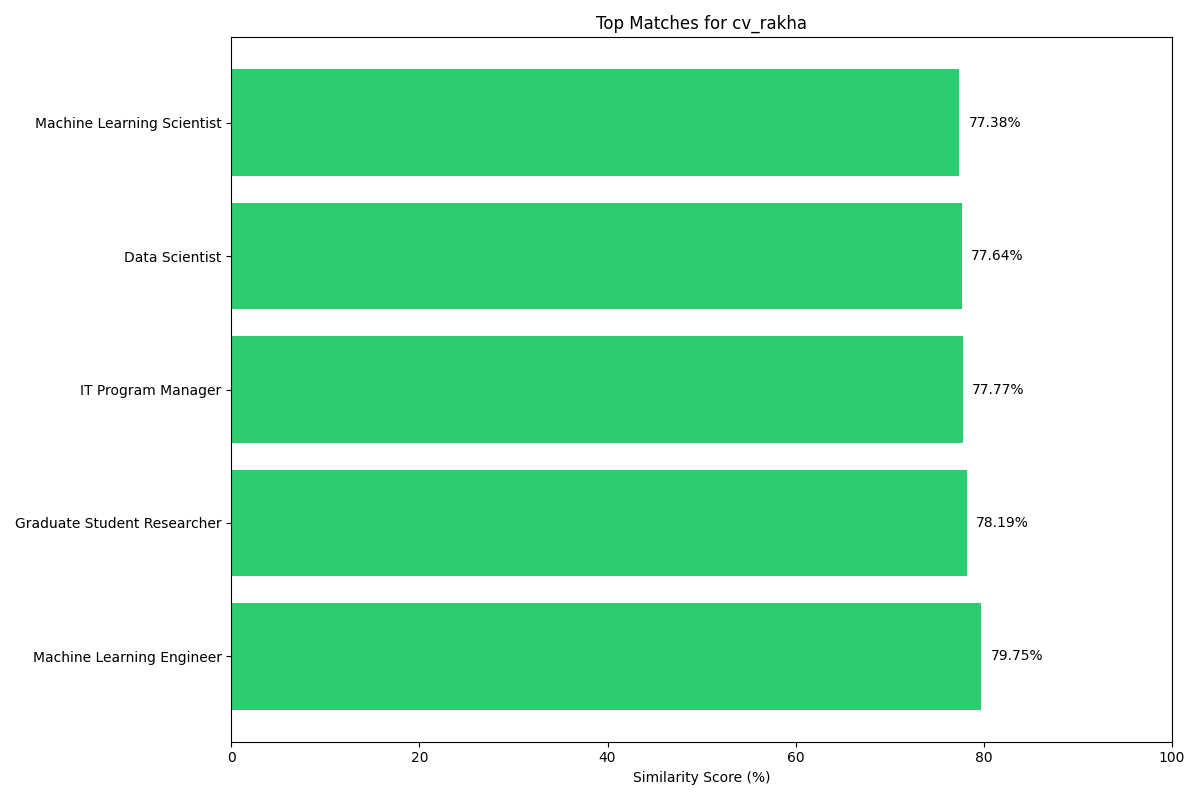 Top Matches for cv_rakha
Machine Learning Scientist
77.38%
Data Scientist
77.64%
IT Program Manager
77.77%
Graduate Student Researcher
78.19%
Machine Learning Engineer
79.75%
0 20 40 60 80 100
Similarity Score (%)